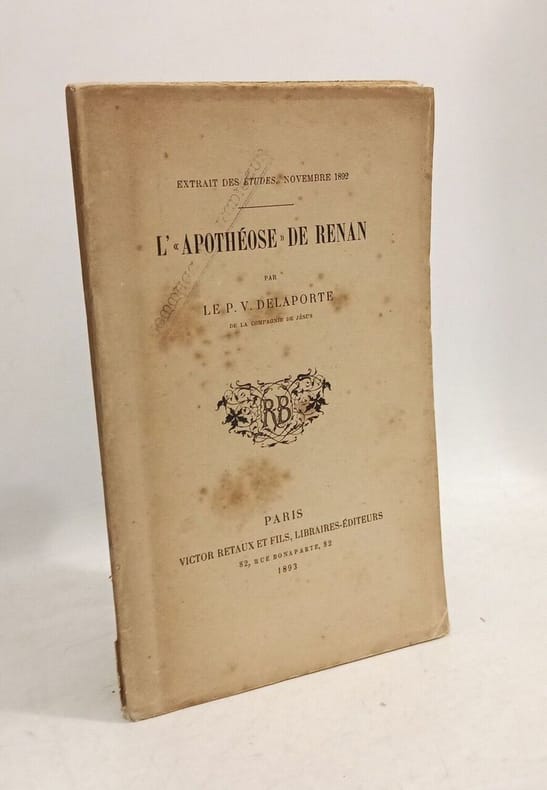 EXTRAIT DES ÉTUDES, NOVEMBRE 1892
L' « APOTHÉOSE » DE RENAN
PAR
LE P. V. DELAPORTE
DE LA COMPAGNIE DE JÉSUS
RB
PARIS
VICTOR RETAUX ET FILS, LIBRAIRES-ÉDITEURS
82, RUE BONAPARTE, 82
1893